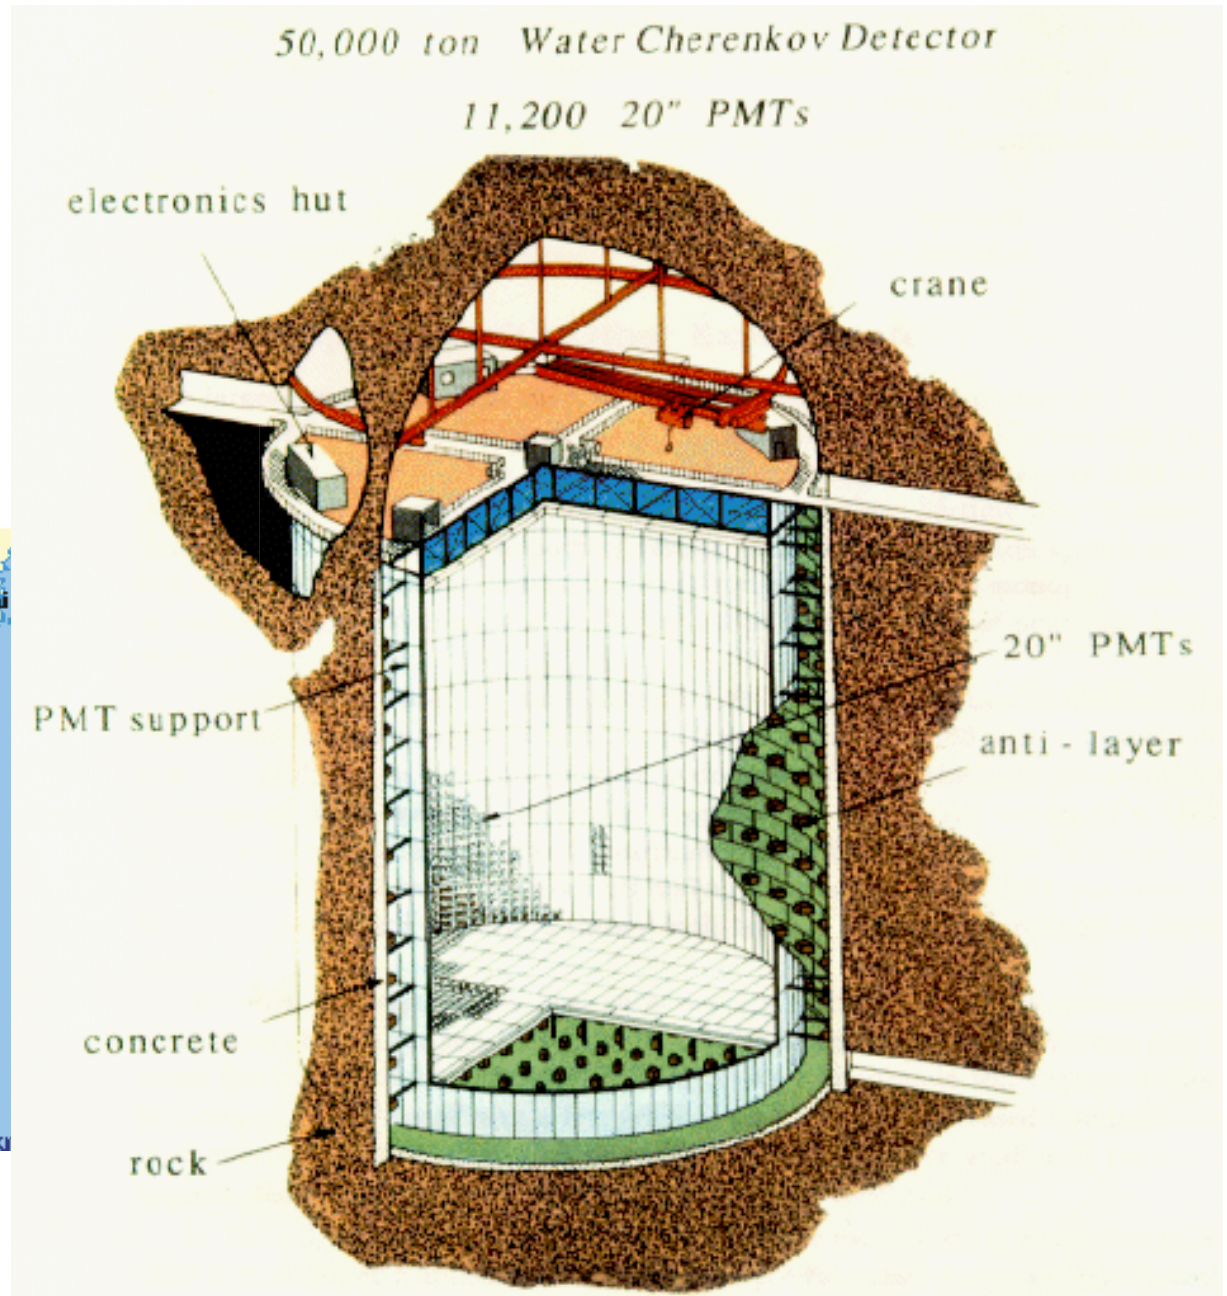 50,000 ton Water Cherenkov Detector
11,200 20" PMTs
electronics hut
crane
20" PMTs
PMT support
anti - layer
concrete
rock